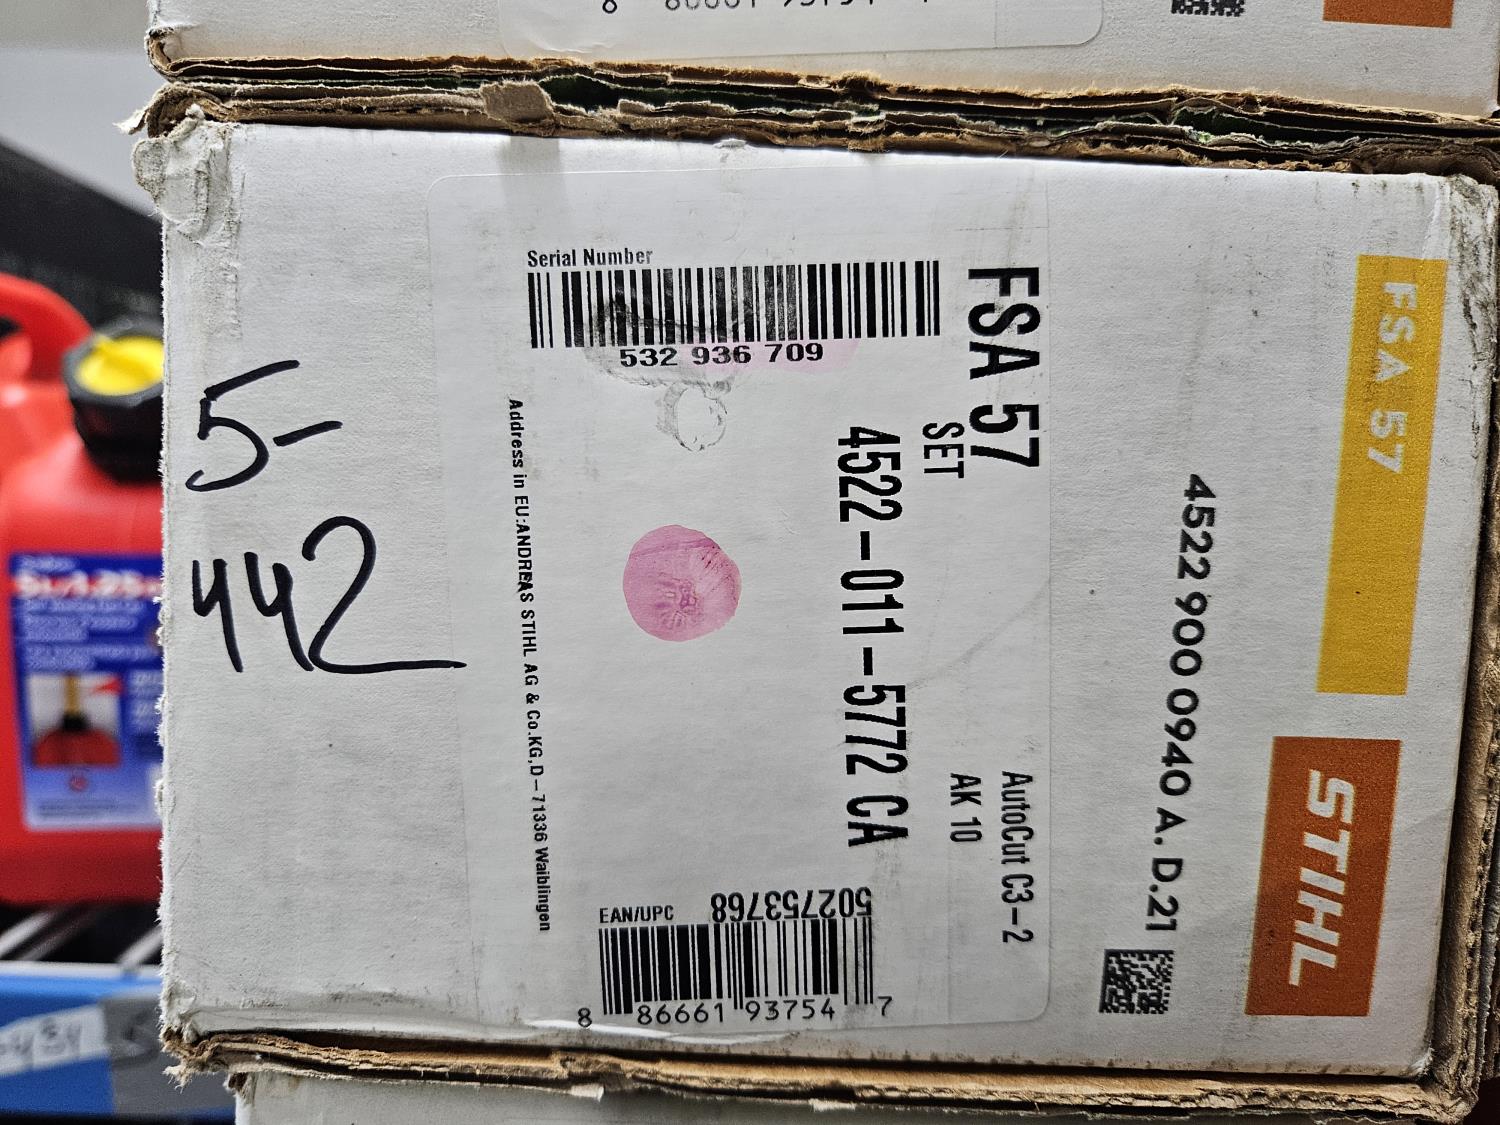 Serial Number
532 936 709
FSA 57
SET
4522-011-5772 CA
AutoCut C3-2
AK 10
Address in EU:ANDREAS STIHL AG & Co.KG,D-71336 Waiblingen
502753768
EAN/UPC
8 86661 93754 7
4522 900 0940 A. D.21
FSA 57
STIHL
5-
442